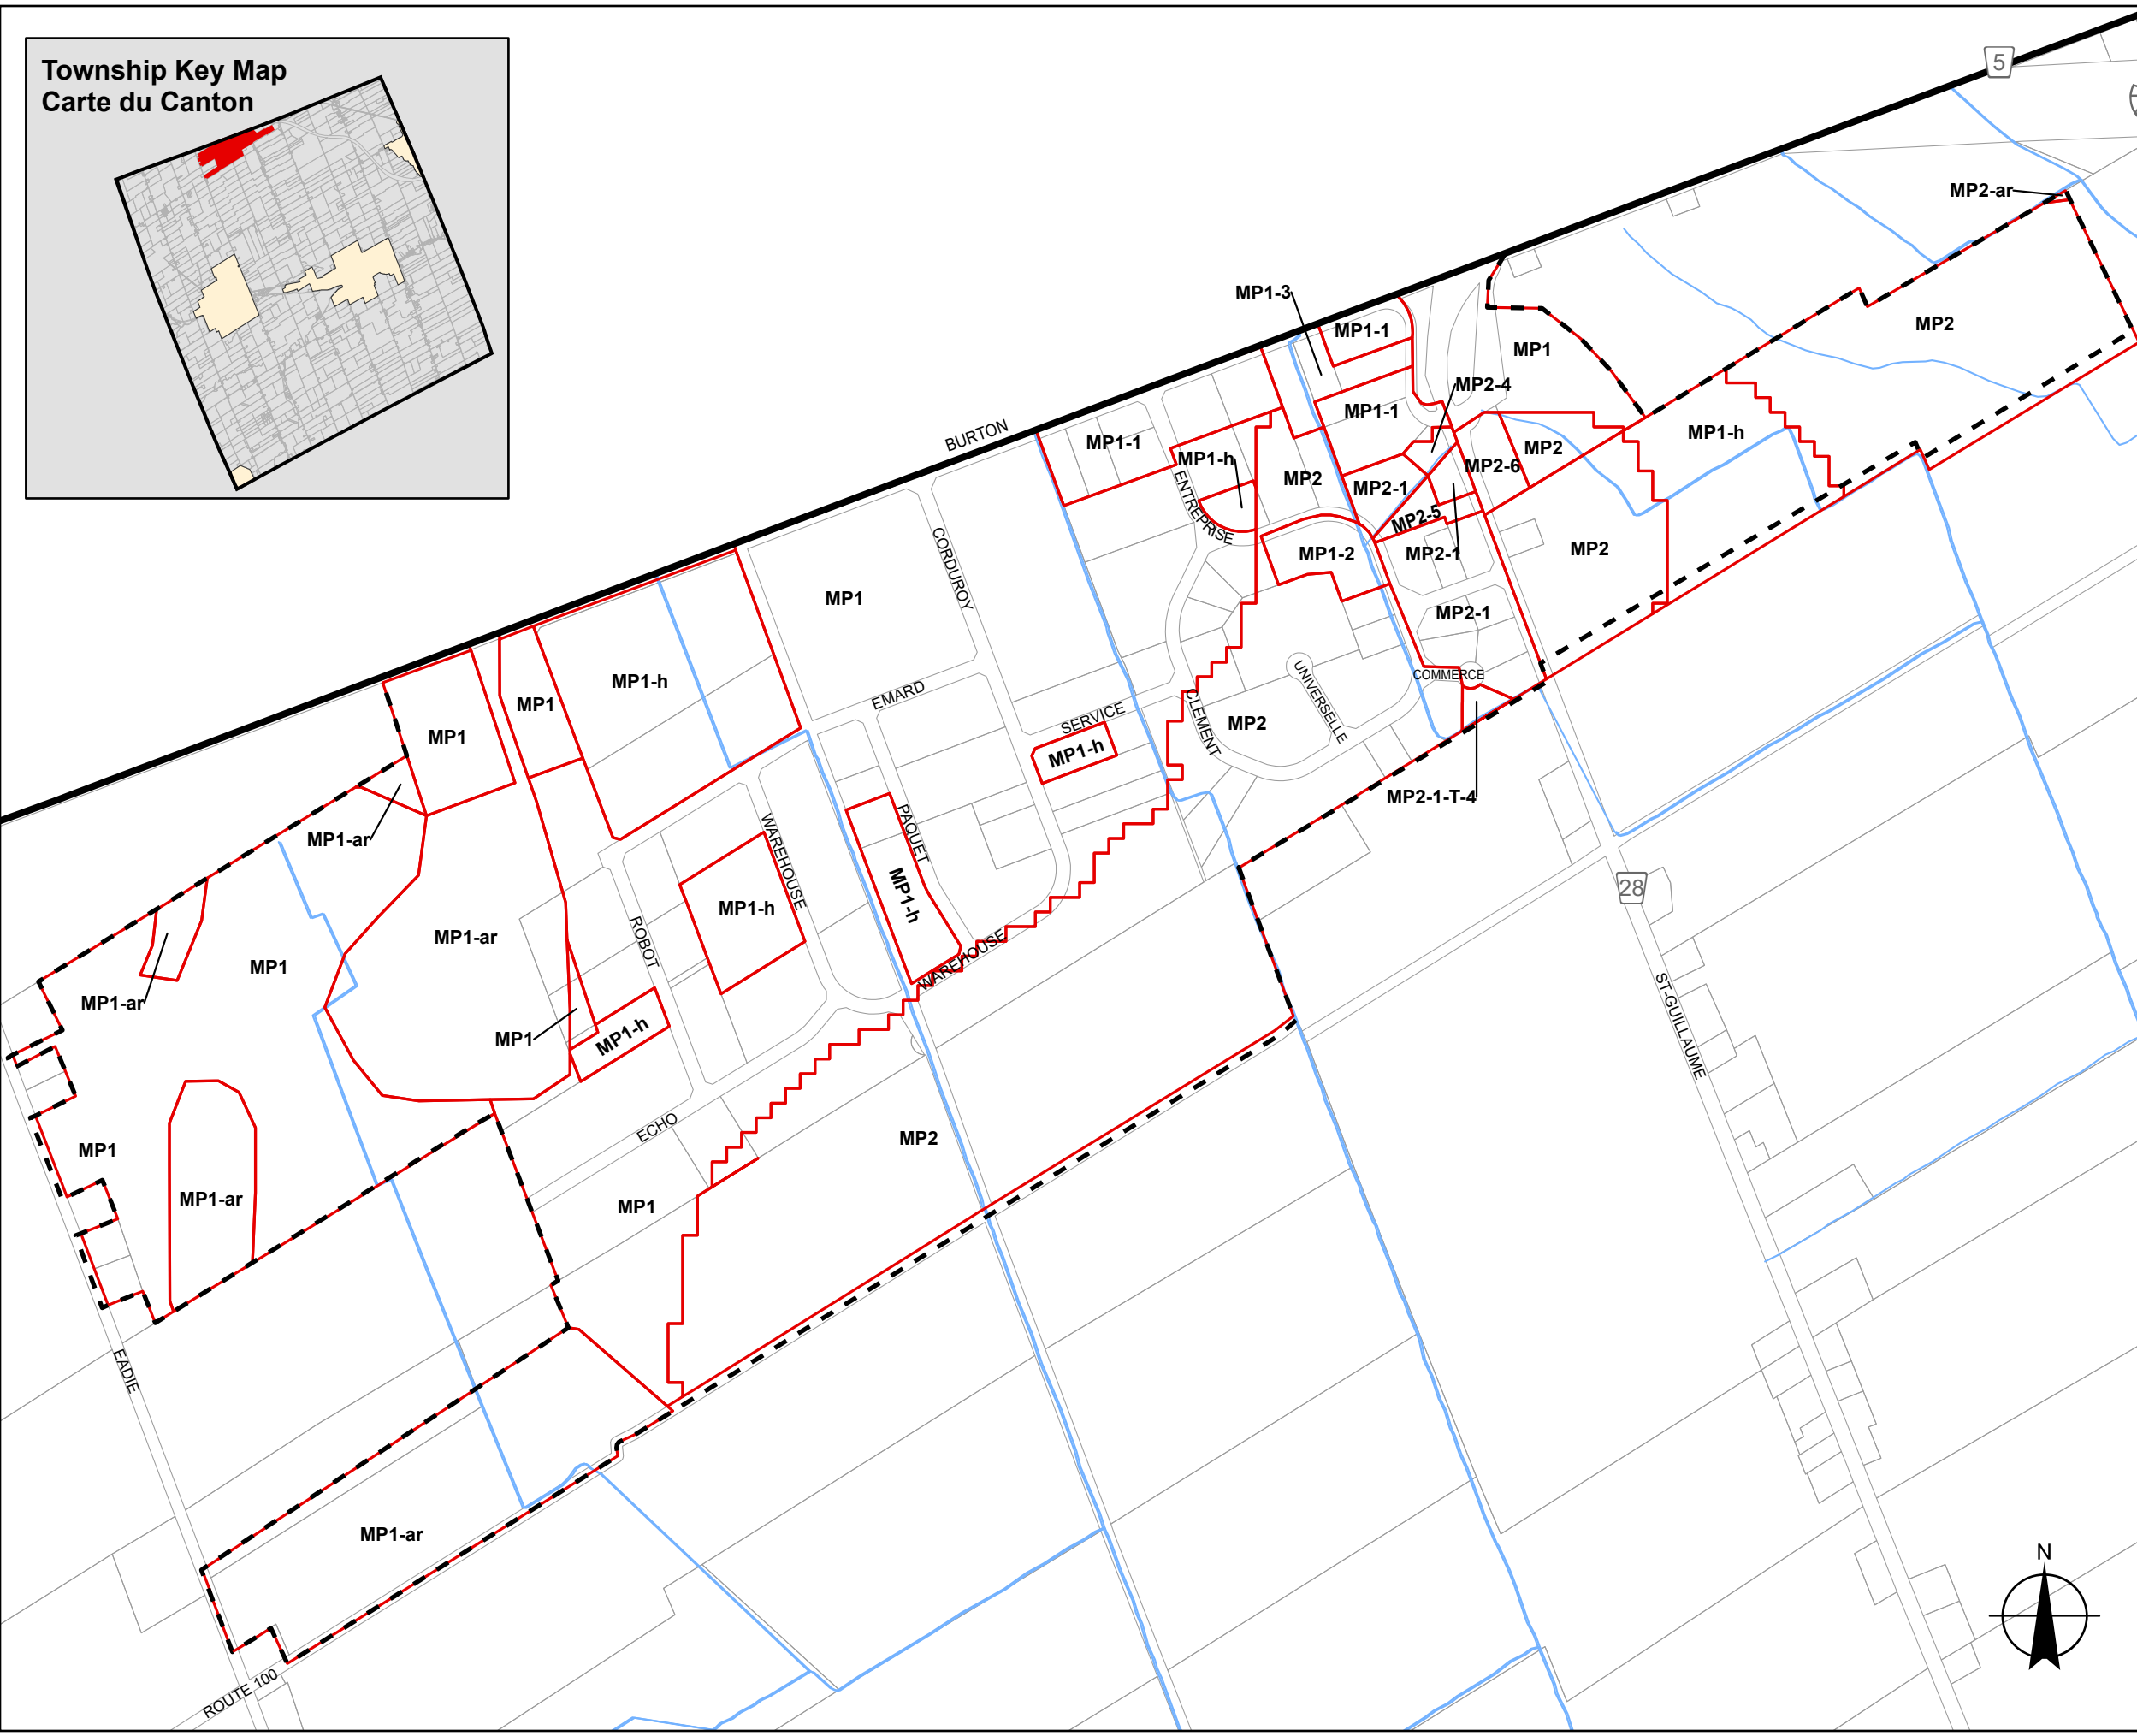 Township Key Map
Carte du Canton
5
MP2-ar
MP1-3
MP1-1
MP1
MP2
MP2-4
MP1-1
BURTON
MP1-1
MP1-h
MP1-h
MP2
MP2-6
MP2
ENTREPRISE
MP2-1
MP2-5
MP1-2
MP2-1
MP2
CORDUROY
MP1
MP2-1
COMMERCE
UNIVERSELLE
MP1-h
EMARD
MP1
SERVICE
CLEMENT
MP2
MP1
MP1-h
MP2-1-T-4
MP1-ar
WAREHOUSE
PAQUET
MP1-h
28
MP1-h
MP1-ar
ROBOT
WAREHOUSE
MP1
MP1-ar
ST-GUILLAUME
MP1
MP1-h
ECHO
MP2
MP1
MP1-ar
MP1
EADIE
MP1-ar
N
ROUTE 100